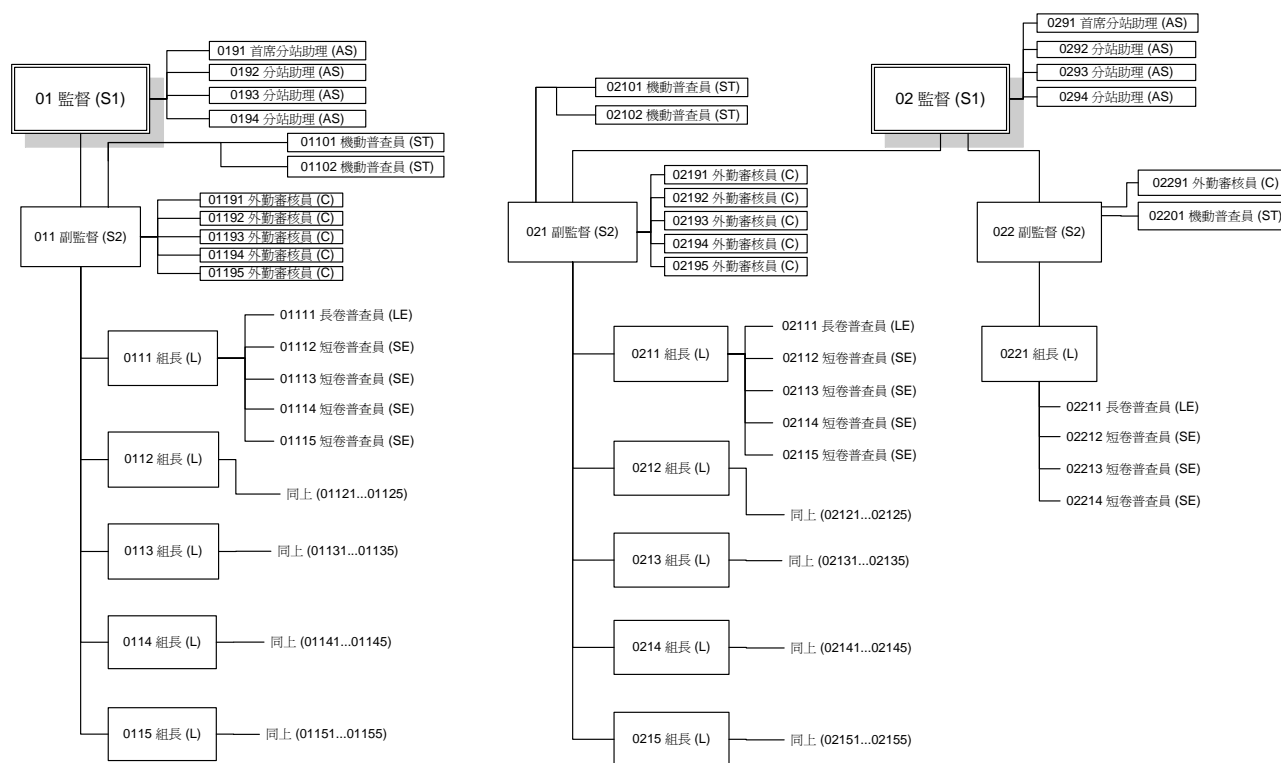 0191 首席分站助理 (AS)
0192 分站助理 (AS)
0193 分站助理 (AS)
0194 分站助理 (AS)
01 監督 (S1)
01101 機動普查員 (ST)
01102 機動普查員 (ST)
01191 外勤審核員 (C)
01192 外勤審核員 (C)
01193 外勤審核員 (C)
01194 外勤審核員 (C)
01195 外勤審核員 (C)
011 副監督 (S2)
0111 組長 (L)
01111 長卷普查員 (LE)
01112 短卷普查員 (SE)
01113 短卷普查員 (SE)
01114 短卷普查員 (SE)
01115 短卷普查員 (SE)
0112 組長 (L)
同上 (01121...01125)
0113 組長 (L)
同上 (01131...01135)
0114 組長 (L)
同上 (01141...01145)
0115 組長 (L)
同上 (01151...01155)
0291 首席分站助理 (AS)
0292 分站助理 (AS)
0293 分站助理 (AS)
0294 分站助理 (AS)
02 監督 (S1)
02101 機動普查員 (ST)
02102 機動普查員 (ST)
02191 外勤審核員 (C)
02192 外勤審核員 (C)
02193 外勤審核員 (C)
02194 外勤審核員 (C)
02195 外勤審核員 (C)
021 副監督 (S2)
0211 組長 (L)
02111 長卷普查員 (LE)
02112 短卷普查員 (SE)
02113 短卷普查員 (SE)
02114 短卷普查員 (SE)
02115 短卷普查員 (SE)
0212 組長 (L)
同上 (02121...02125)
0213 組長 (L)
同上 (02131...02135)
0214 組長 (L)
同上 (02141...02145)
0215 組長 (L)
同上 (02151...02155)
02291 外勤審核員 (C)
02201 機動普查員 (ST)
022 副監督 (S2)
0221 組長 (L)
02211 長卷普查員 (LE)
02212 短卷普查員 (SE)
02213 短卷普查員 (SE)
02214 短卷普查員 (SE)